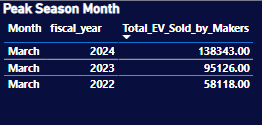 Peak Season Month
Month fiscal_year Total_EV_Sold_by_Makers
March 2024 138343.00
March 2023 95126.00
March 2022 58118.00